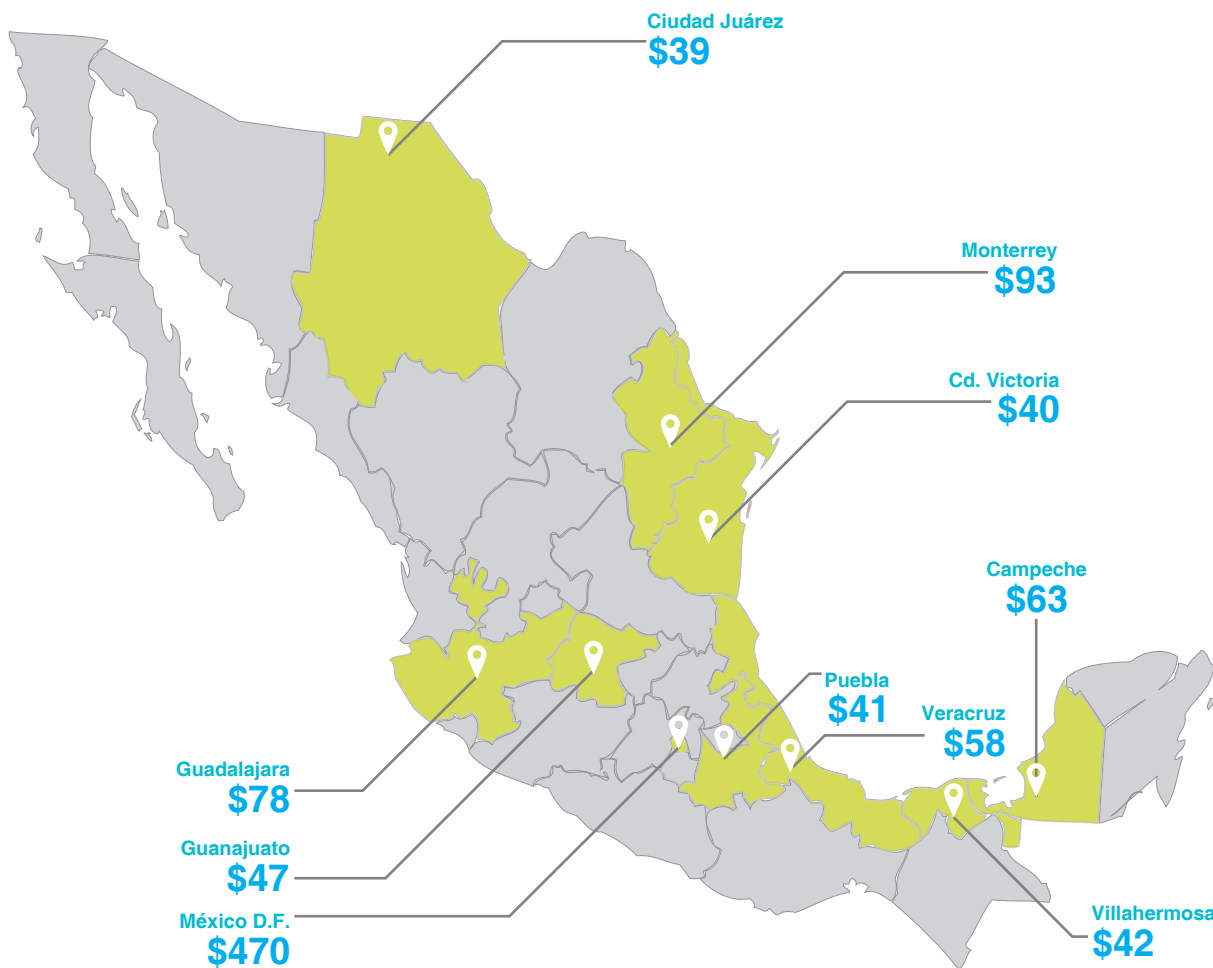 Ciudad Juárez
$39
Monterrey
$93
Cd. Victoria
$40
Campeche
$63
Puebla
$41
Veracruz
$58
Guadalajara
$78
Guanajuato
$47
México D.F.
$470
Villahermosa
$42